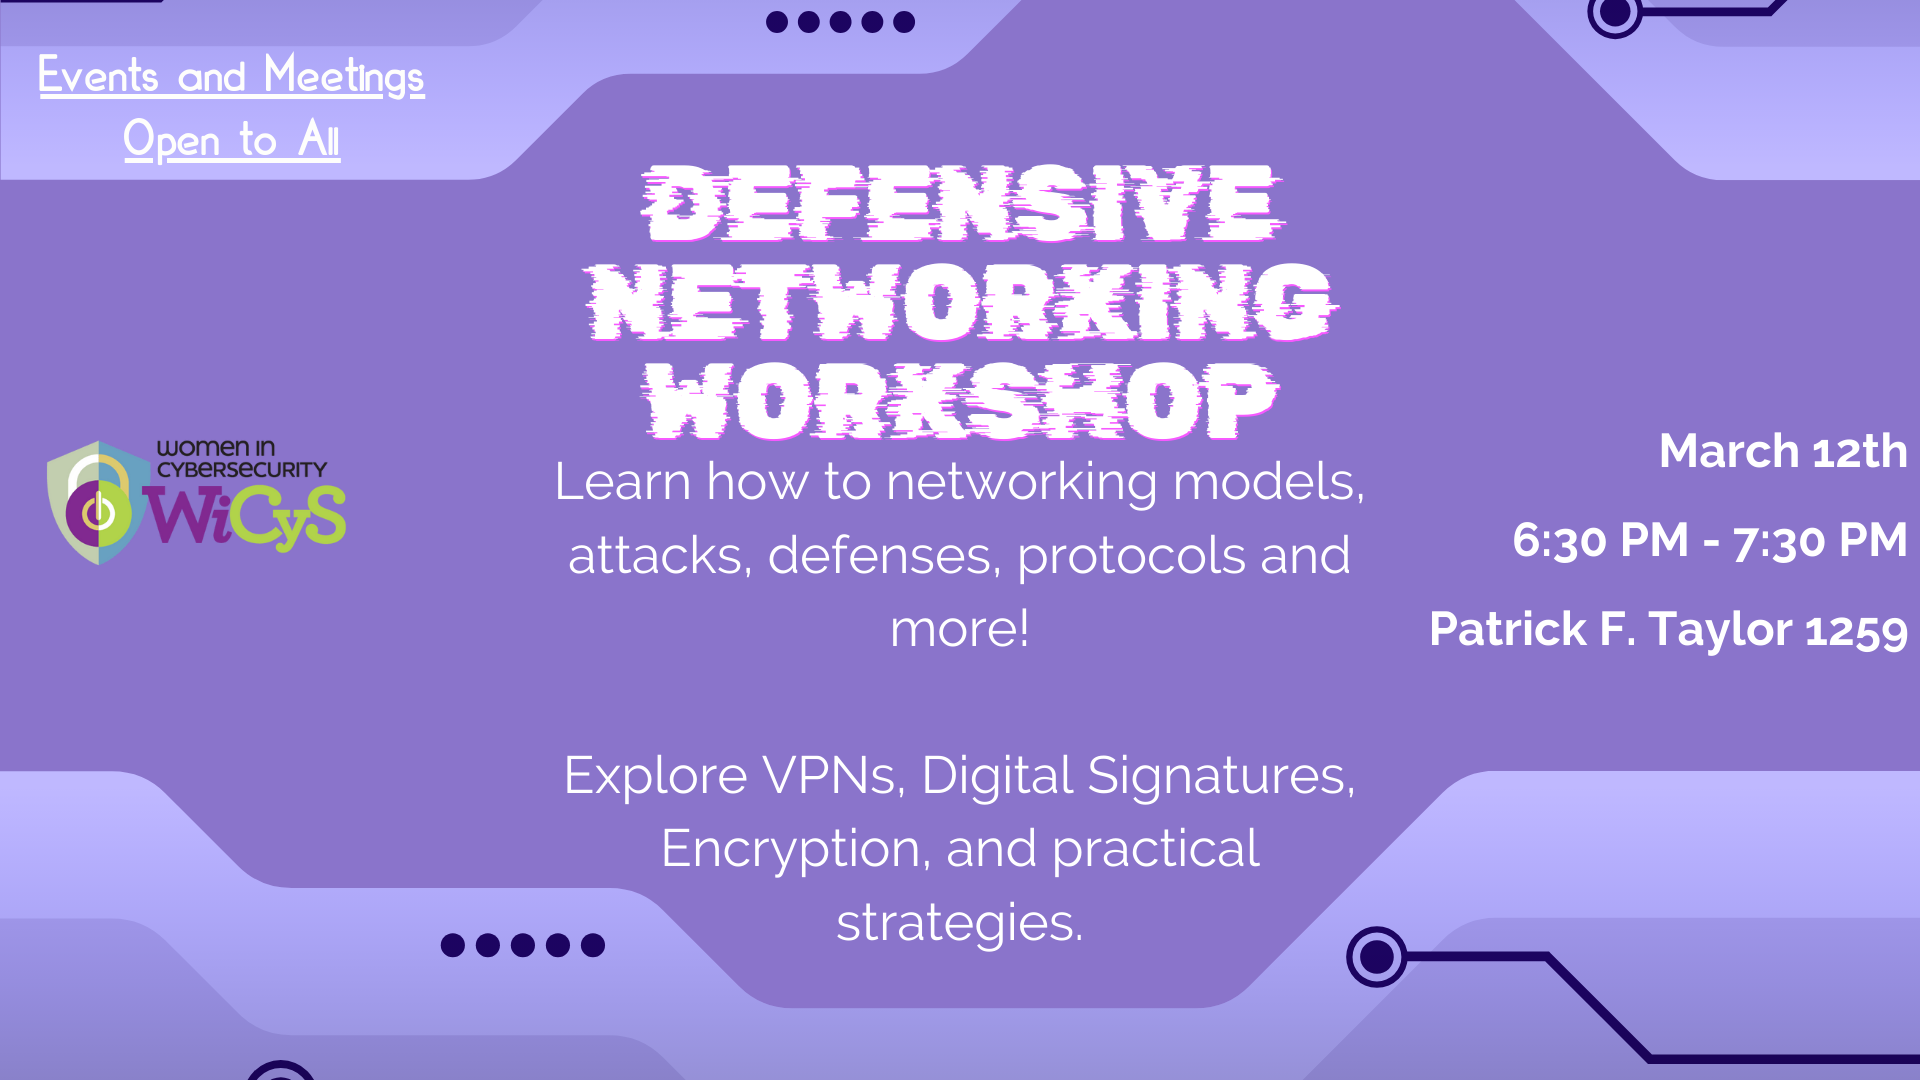 Events and Meetings
Open to All
DEFENSIVE
NETWORKING
WORKSHOP
women in
CYBERSECURITY
WiCyS
Learn how to networking models,
attacks, defenses, protocols and
more!
Explore VPNs, Digital Signatures,
Encryption, and practical
strategies.
March 12th
6:30 PM - 7:30 PM
Patrick F. Taylor 1259